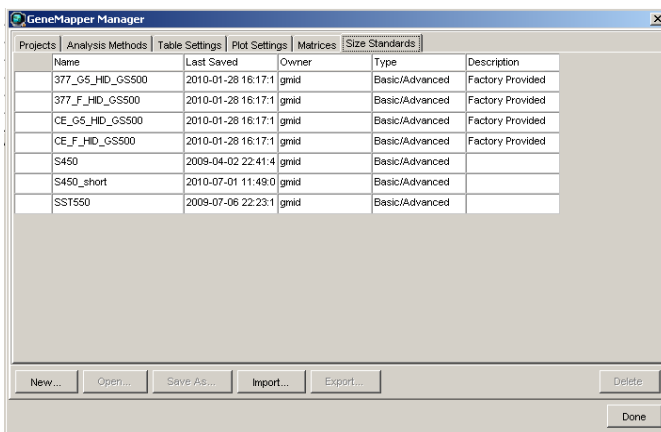 GeneMapper Manager
Projects Analysis Methods Table Settings Plot Settings Matrices Size Standards
Name Last Saved Owner Type Description
377_G5_HID_GS500 2010-01-28 16:17:1 gmid Basic/Advanced Factory Provided
377_F_HID_GS500 2010-01-28 16:17:1 gmid Basic/Advanced Factory Provided
CE_G5_HID_GS500 2010-01-28 16:17:1 gmid Basic/Advanced Factory Provided
CE_F_HID_GS500 2010-01-28 16:17:1 gmid Basic/Advanced Factory Provided
S450 2009-04-02 22:41:4 gmid Basic/Advanced
S450_short 2010-07-01 11:49:0 gmid Basic/Advanced
SST550 2009-07-06 22:23:1 gmid Basic/Advanced
New... Open... Save As... Import... Export... Delete
Done